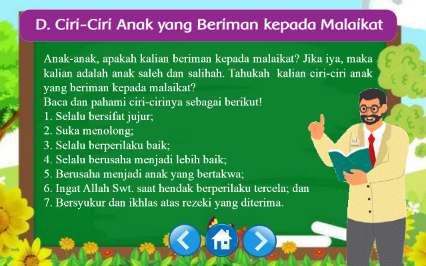 D. Ciri-Ciri Anak yang Beriman kepada Malaikat
Anak-anak, apakah kalian beriman kepada malaikat? Jika iya, maka
kalian adalah anak saleh dan salihah. Tahukah kalian ciri-ciri anak
yang beriman kepada malaikat?
Baca dan pahami ciri-cirinya sebagai berikut!
1. Selalu bersifat jujur;
2. Suka menolong;
3. Selalu berperilaku baik;
4. Selalu berusaha menjadi lebih baik;
5. Berusaha menjadi anak yang bertakwa;
6. Ingat Allah Swt. saat hendak berperilaku tercela; dan
7. Bersyukur dan ikhlas atas rezeki yang diterima.